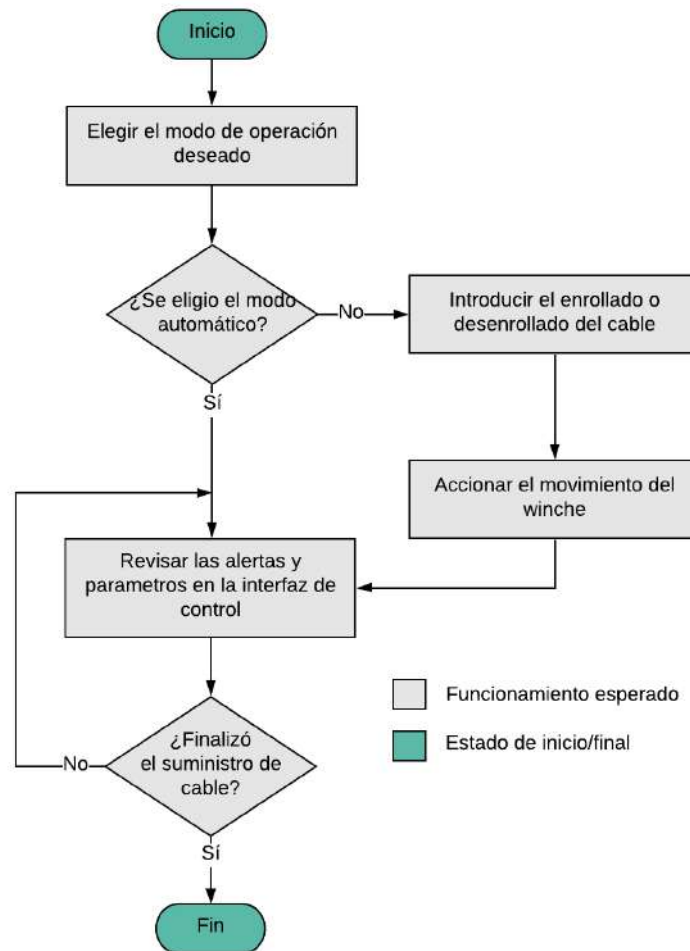 Inicio
Elegir el modo de operación
deseado
¿Se eligio el modo
automático?
No
Introducir el enrollado o
desenrollado del cable
Sí
Accionar el movimiento del
winche
Revisar las alertas y
parametros en la interfaz de
control
Funcionamiento esperado
Estado de inicio/final
¿Finalizó
el suministro de
cable?
No
Sí
Fin